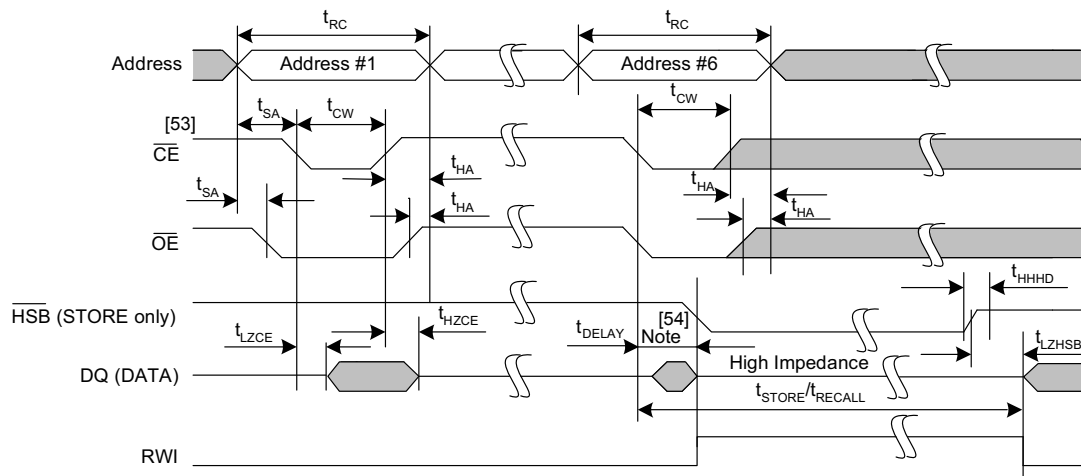 tRC tRC
Address Address #1 Address #6
tSA tCW tCW
[53]
CE
tHA
tSA tHA tHA tHA
OE
tHHHD
HSB (STORE only)
tLZCE tHZCE tDELAY [54] Note tLZHSB
High Impedance
DQ (DATA)
tSTORE/tRECALL
RWI